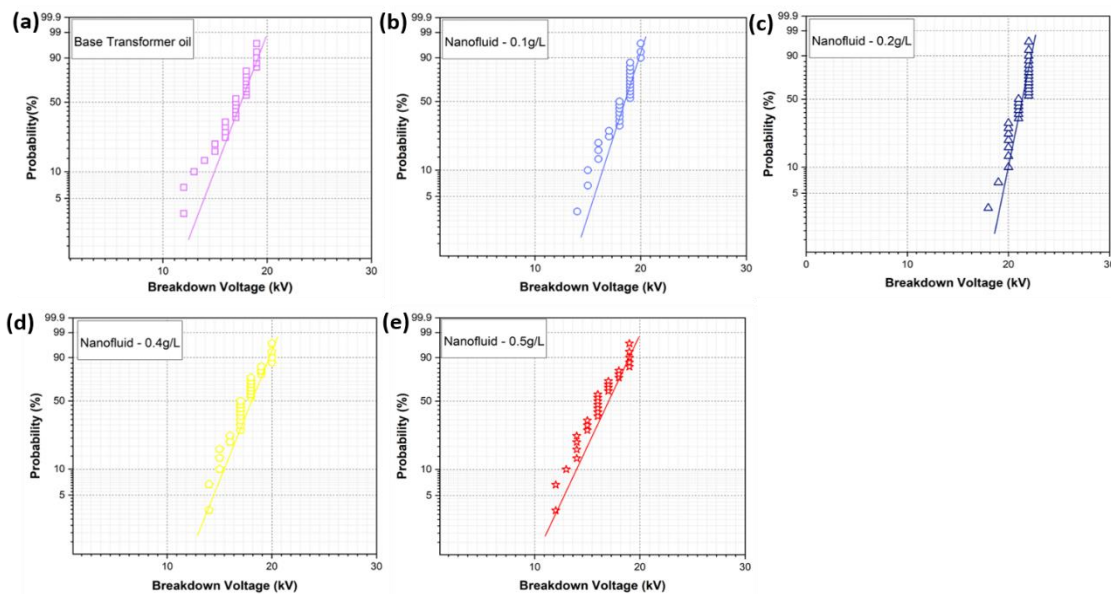 (a)
Base Transformer oil
99.9
99
90
50
10
5
Probability(%)
10
20
30
Breakdown Voltage (kV)
(b)
Nanofluid - 0.1g/L
99.9
99
90
50
10
5
Probability (%)
10
20
30
Breakdown Voltage (kV)
(c)
Nanofluid - 0.2g/L
99.9
99
90
50
10
5
Probability (%)
0
10
20
30
Breakdown Voltage (kV)
(d)
Nanofluid - 0.4g/L
99.9
99
90
50
10
5
Probability (%)
10
20
30
Breakdown Voltage (kV)
(e)
Nanofluid - 0.5g/L
99.9
99
90
50
10
5
Probability (%)
10
20
30
Breakdown Voltage (kV)